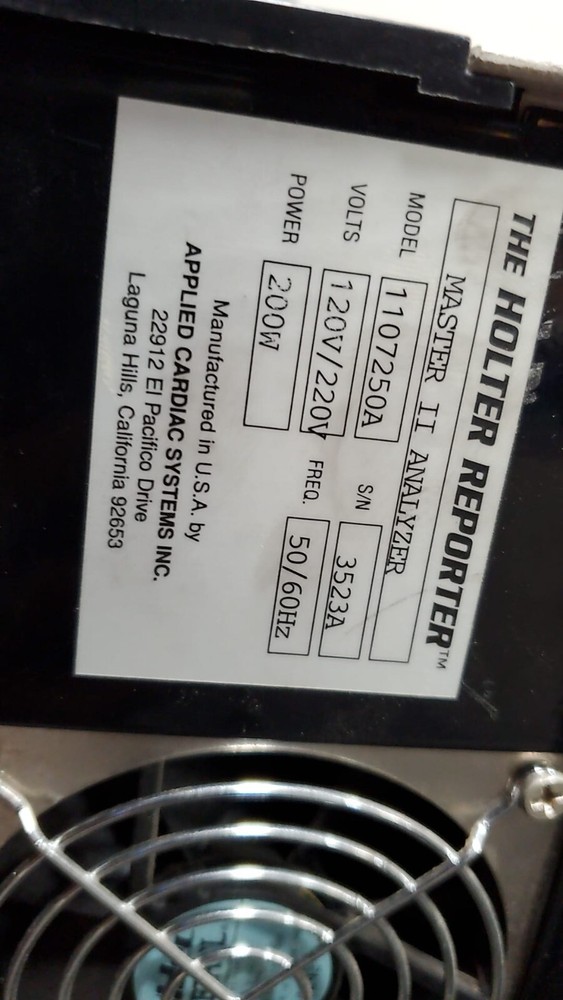 THE HOLTER REPORTER™
MASTER II ANALYZER
MODEL 1107250A S/N 3523A
VOLTS 120V/220V FREQ. 50/60Hz
POWER 200W
Manufactured in U.S.A. by
APPLIED CARDIAC SYSTEMS INC.
22912 El Pacifico Drive
Laguna Hills, California 92653